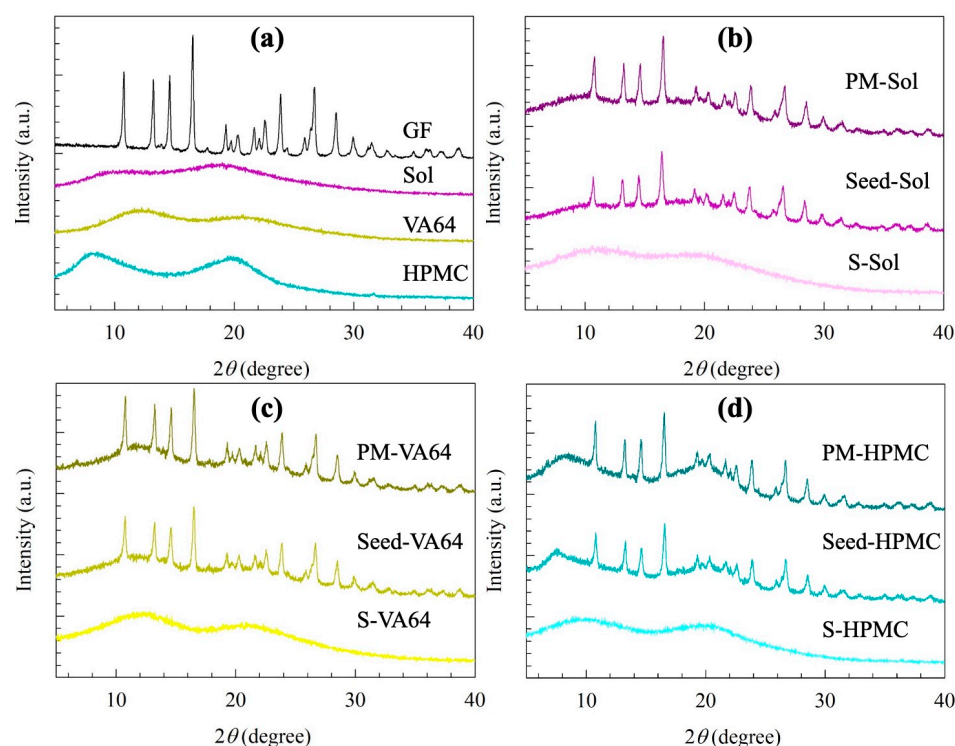 (a)
GF
Sol
VA64
HPMC
Intensity (a.u.)
10 20 30 40
2θ (degree)
(b)
PM-Sol
Seed-Sol
S-Sol
Intensity (a.u.)
10 20 30 40
2θ (degree)
(c)
PM-VA64
Seed-VA64
S-VA64
Intensity (a.u.)
10 20 30 40
2θ (degree)
(d)
PM-HPMC
Seed-HPMC
S-HPMC
Intensity (a.u.)
10 20 30 40
2θ (degree)